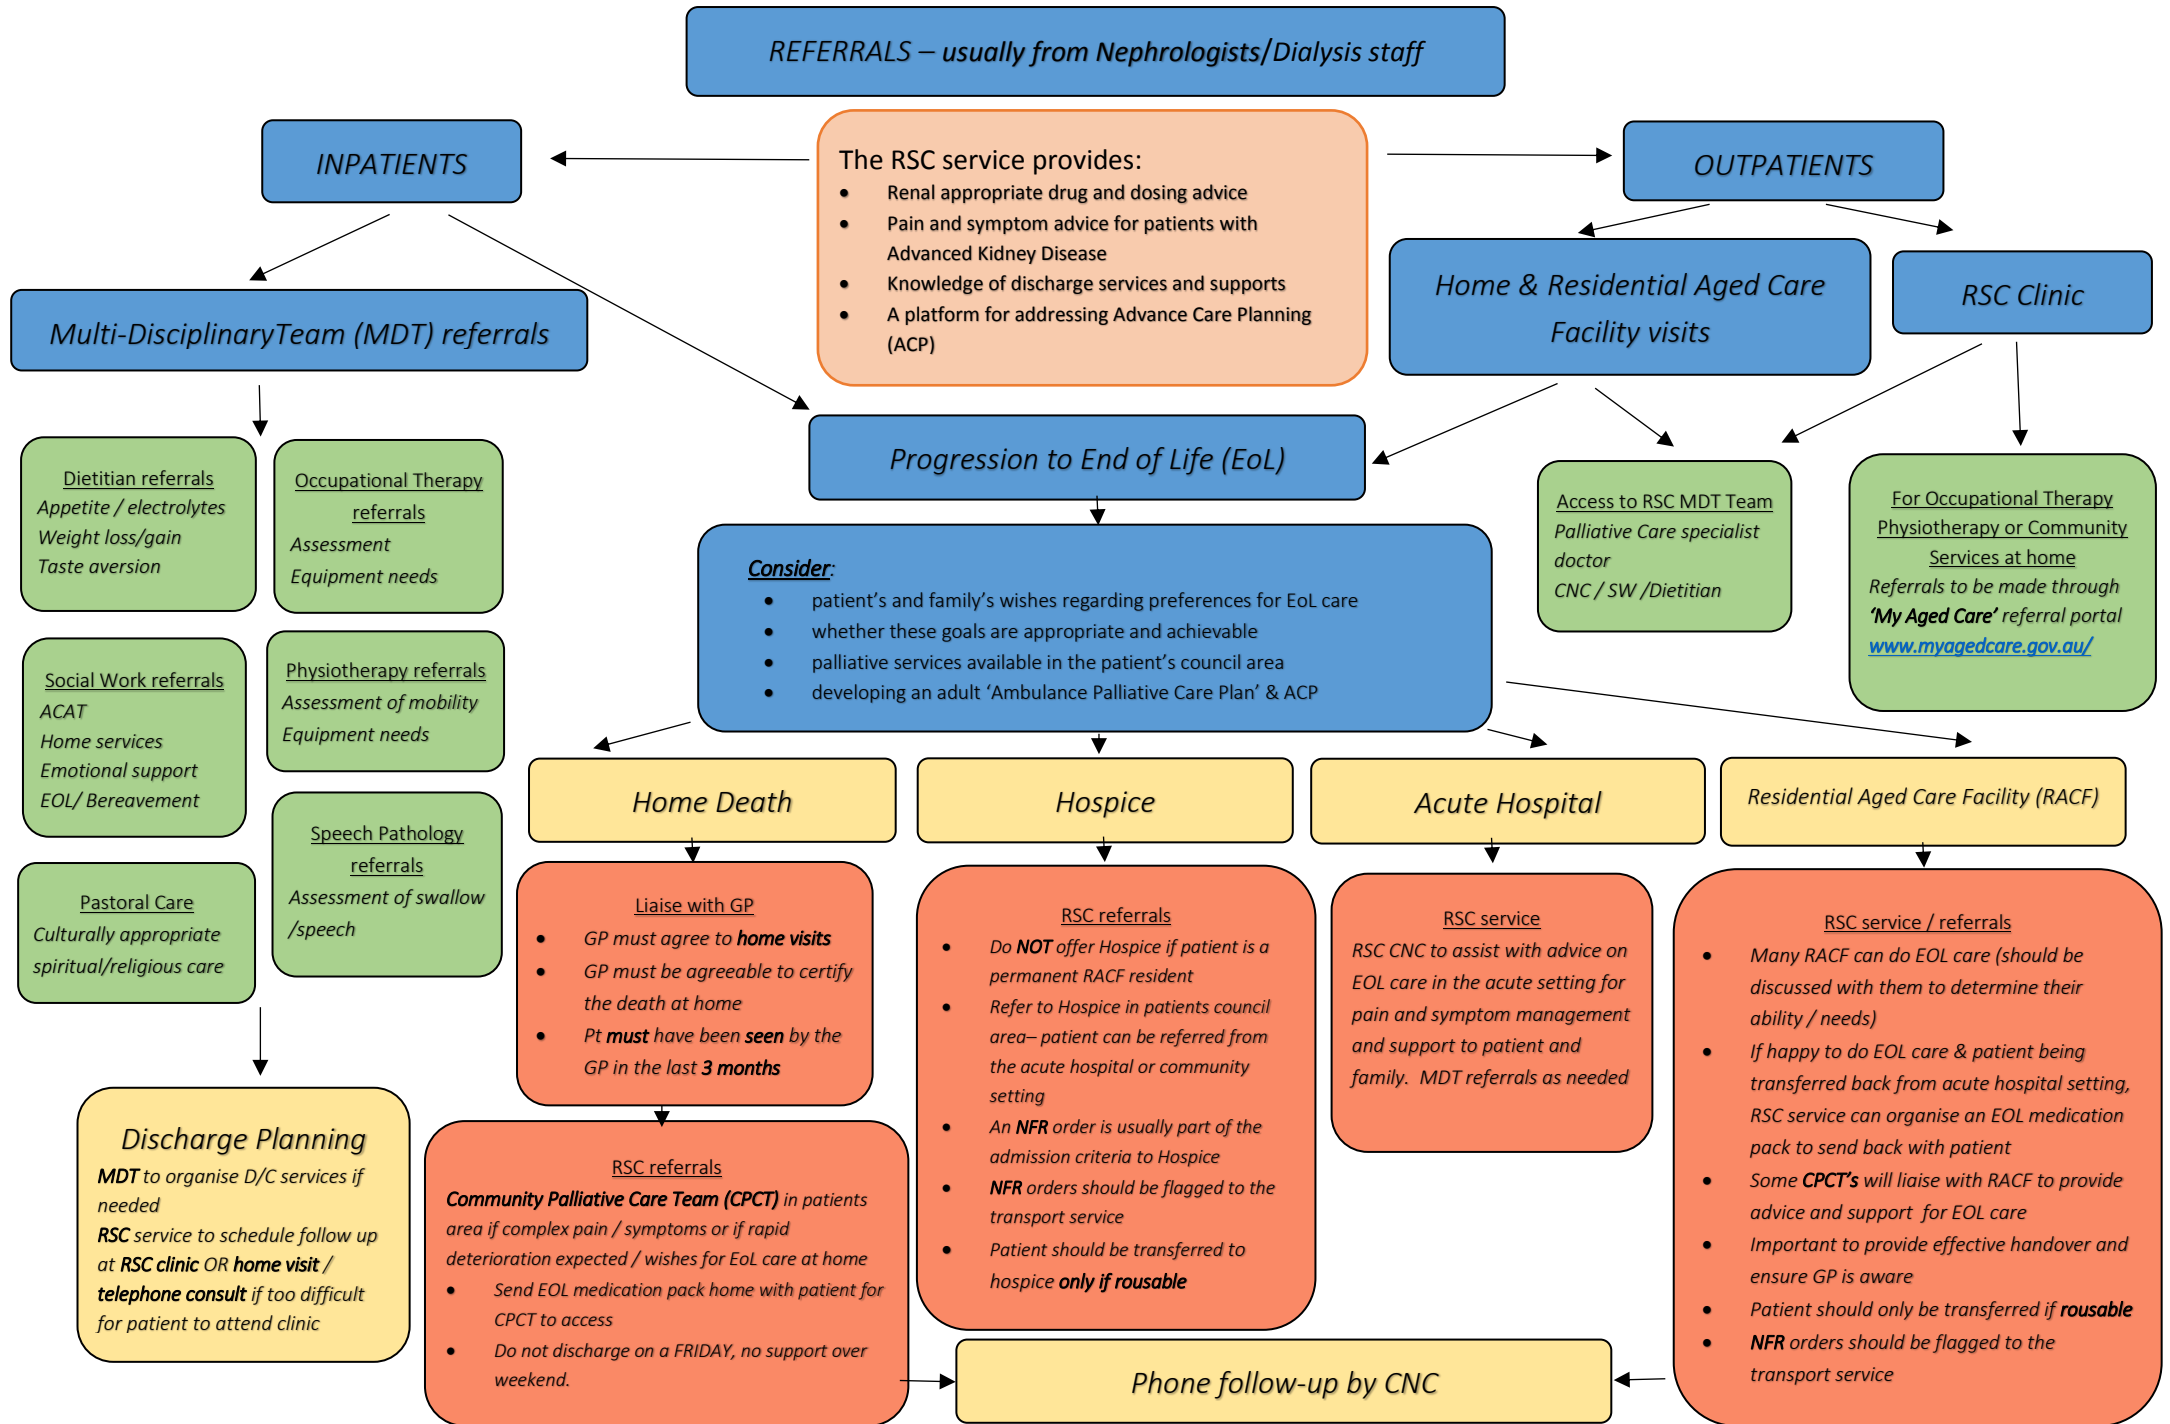 REFERRALS – usually from Nephrologists/Dialysis staff
INPATIENTS
The RSC service provides:
• Renal appropriate drug and dosing advice
• Pain and symptom advice for patients with
Advanced Kidney Disease
• Knowledge of discharge services and supports
• A platform for addressing Advance Care Planning
(ACP)
OUTPATIENTS
Multi-DisciplinaryTeam (MDT) referrals
Home & Residential Aged Care
Facility visits
RSC Clinic
Progression to End of Life (EoL)
Dietitian referrals
Appetite / electrolytes
Weight loss/gain
Taste aversion
Occupational Therapy
referrals
Assessment
Equipment needs
Social Work referrals
ACAT
Home services
Emotional support
EOL/ Bereavement
Physiotherapy referrals
Assessment of mobility
Equipment needs
Speech Pathology
referrals
Assessment of swallow
/speech
Pastoral Care
Culturally appropriate
spiritual/religious care
Discharge Planning
MDT to organise D/C services if
needed
RSC service to schedule follow up
at RSC clinic OR home visit /
telephone consult if too difficult
for patient to attend clinic
Access to RSC MDT Team
Palliative Care specialist
doctor
CNC / SW /Dietitian
For Occupational Therapy
Physiotherapy or Community
Services at home
Referrals to be made through
‘My Aged Care’ referral portal
www.myagedcare.gov.au/
Consider:
• patient’s and family’s wishes regarding preferences for EoL care
• whether these goals are appropriate and achievable
• palliative services available in the patient’s council area
• developing an adult ‘Ambulance Palliative Care Plan’ & ACP
Home Death
Hospice
Acute Hospital
Residential Aged Care Facility (RACF)
Liaise with GP
• GP must agree to home visits
• GP must be agreeable to certify
the death at home
• Pt must have been seen by the
GP in the last 3 months
RSC referrals
Community Palliative Care Team (CPCT) in patients
area if complex pain / symptoms or if rapid
deterioration expected / wishes for EoL care at home
• Send EOL medication pack home with patient for
CPCT to access
• Do not discharge on a FRIDAY, no support over
weekend.
RSC referrals
• Do NOT offer Hospice if patient is a
permanent RACF resident
• Refer to Hospice in patients council
area– patient can be referred from
the acute hospital or community
setting
• An NFR order is usually part of the
admission criteria to Hospice
• NFR orders should be flagged to the
transport service
• Patient should be transferred to
hospice only if rousable
RSC service
RSC CNC to assist with advice on
EOL care in the acute setting for
pain and symptom management
and support to patient and
family.  MDT referrals as needed
RSC service / referrals
• Many RACF can do EOL care (should be
discussed with them to determine their
ability / needs)
• If happy to do EOL care & patient being
transferred back from acute hospital setting,
RSC service can organise an EOL medication
pack to send back with patient
• Some CPCT’s will liaise with RACF to provide
advice and support  for EOL care
• Important to provide effective handover and
ensure GP is aware
• Patient should only be transferred if rousable
• NFR orders should be flagged to the
transport service
Phone follow-up by CNC